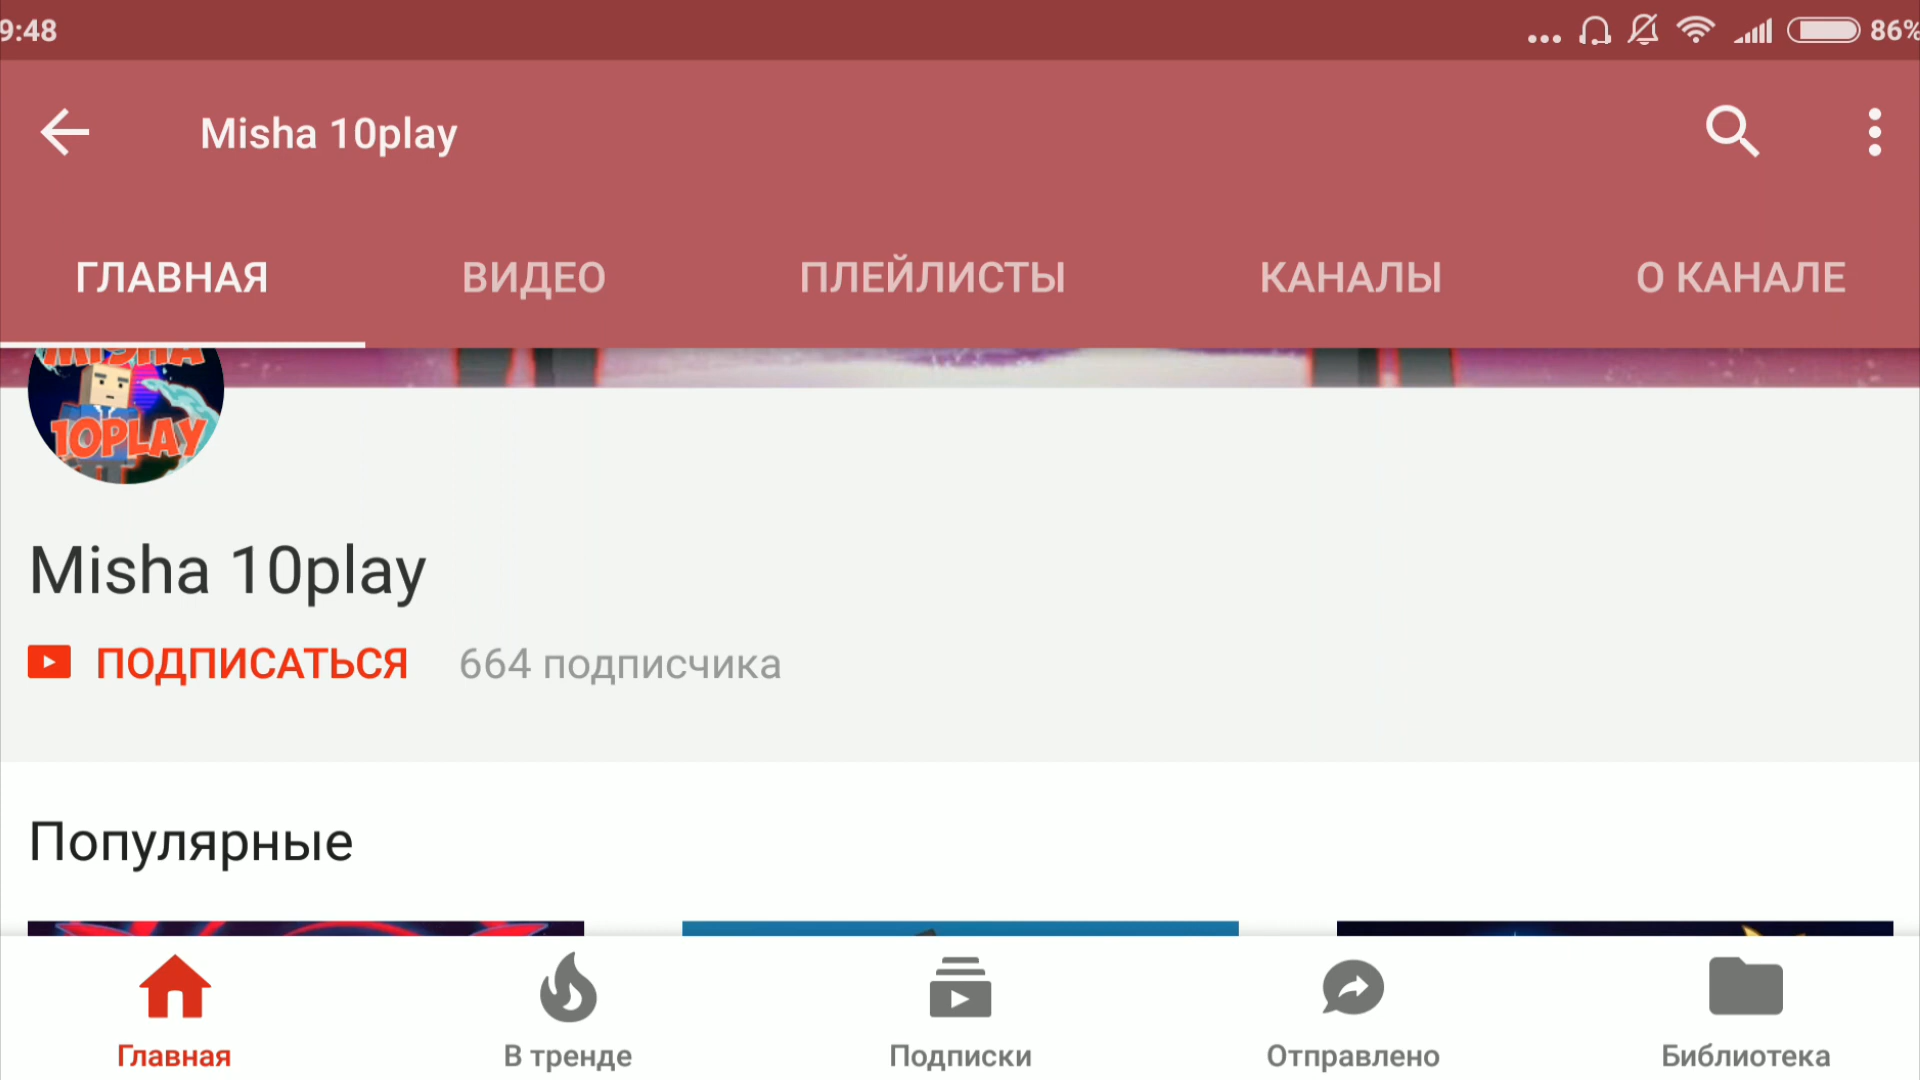 9:48 86%
Misha 10play
ГЛАВНАЯ ВИДЕО ПЛЕЙЛИСТЫ КАНАЛЫ О КАНАЛЕ
MISHA
10PLAY
Misha 10play
ПОДПИСАТЬСЯ 664 подписчика
Популярные
Главная В тренде Подписки Отправлено Библиотека